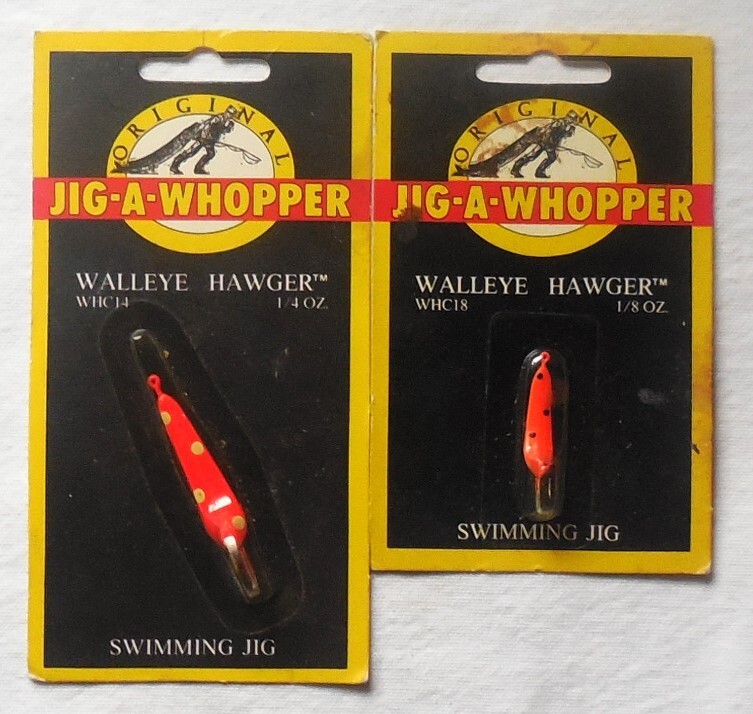 ORIGINAL
JIG-A-WHOPPER
WALLEYE HAWGER™
WHC14 1/4 OZ.
SWIMMING JIG
ORIGINAL
JIG-A-WHOPPER
WALLEYE HAWGER™
WHC18 1/8 OZ.
SWIMMING JIG